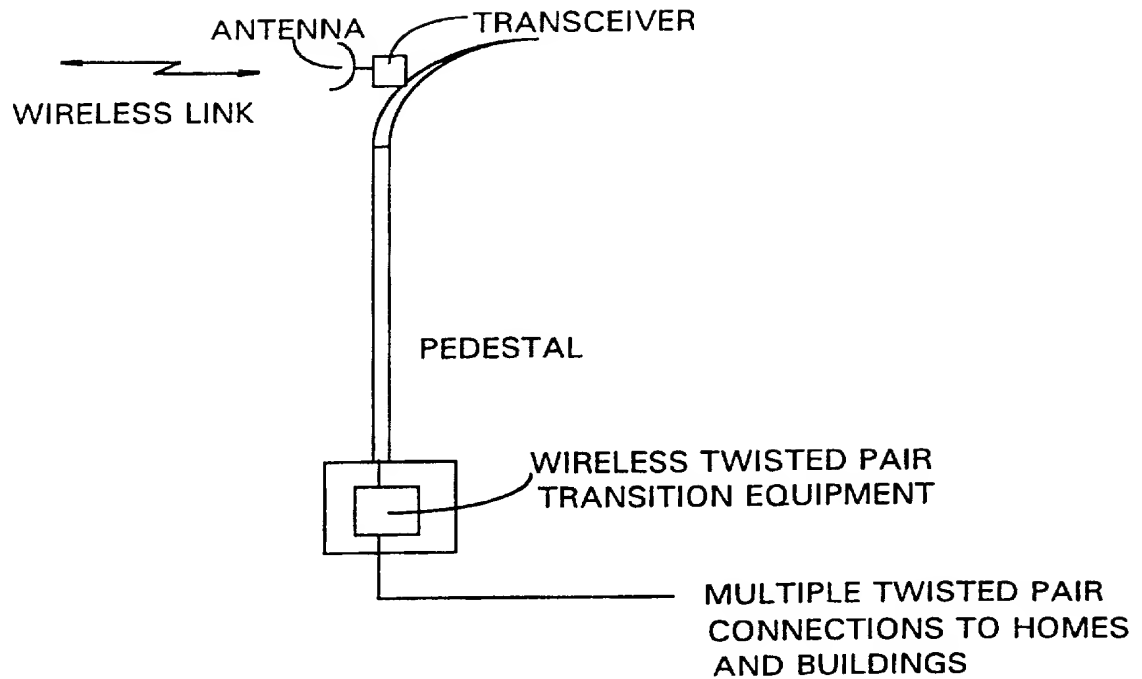 ANTENNA
TRANSCEIVER
WIRELESS LINK
PEDESTAL
WIRELESS TWISTED PAIR
TRANSITION EQUIPMENT
MULTIPLE TWISTED PAIR
CONNECTIONS TO HOMES
AND BUILDINGS